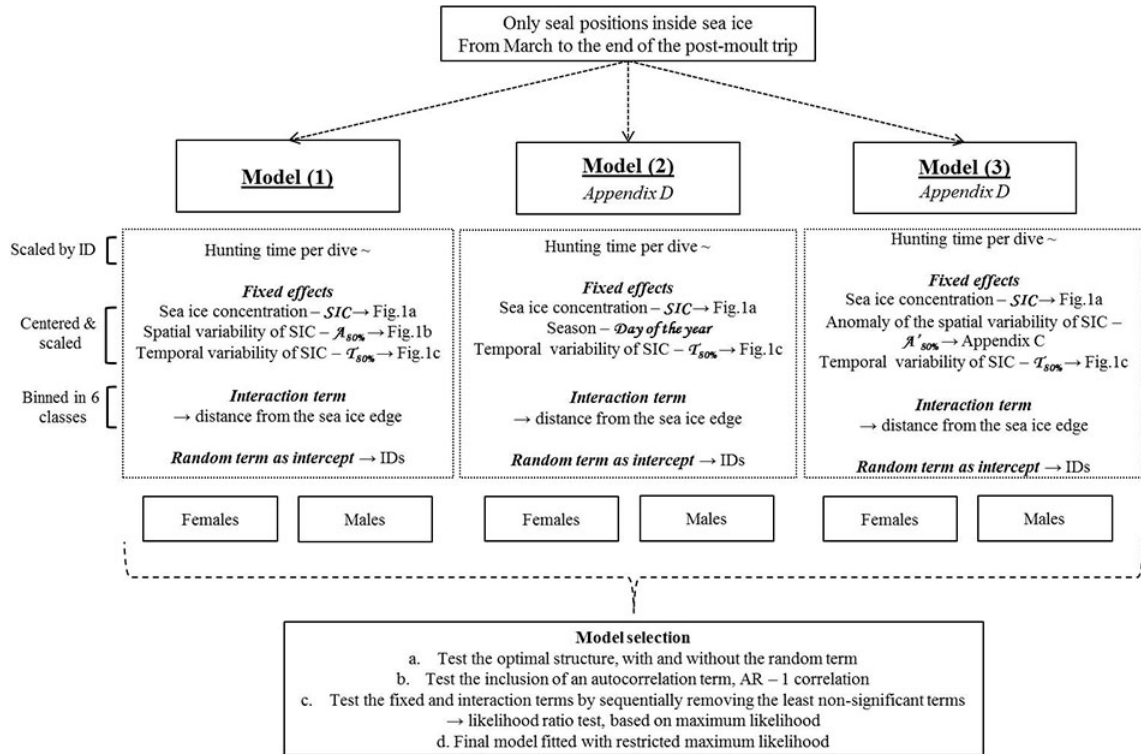 Only seal positions inside sea ice
From March to the end of the post-moult trip
Model (1)
Model (2)
Appendix D
Model (3)
Appendix D
Scaled by ID
Centered &
scaled
Binned in 6
classes
Hunting time per dive ~
Fixed effects
Sea ice concentration – SIC → Fig.1a
Spatial variability of SIC – A50% → Fig.1b
Temporal variability of SIC – T50% → Fig.1c
Interaction term
→ distance from the sea ice edge
Random term as intercept → IDs
Hunting time per dive ~
Fixed effects
Sea ice concentration – SIC → Fig.1a
Season – Day of the year
Temporal variability of SIC – T50% → Fig.1c
Interaction term
→ distance from the sea ice edge
Random term as intercept → IDs
Hunting time per dive ~
Fixed effects
Sea ice concentration – SIC → Fig.1a
Anomaly of the spatial variability of SIC –
A'50% → Appendix C
Temporal variability of SIC – T50% → Fig.1c
Interaction term
→ distance from the sea ice edge
Random term as intercept → IDs
Females
Males
Females
Males
Females
Males
Model selection
a. Test the optimal structure, with and without the random term
b. Test the inclusion of an autocorrelation term, AR – 1 correlation
c. Test the fixed and interaction terms by sequentially removing the least non-significant terms
→ likelihood ratio test, based on maximum likelihood
d. Final model fitted with restricted maximum likelihood